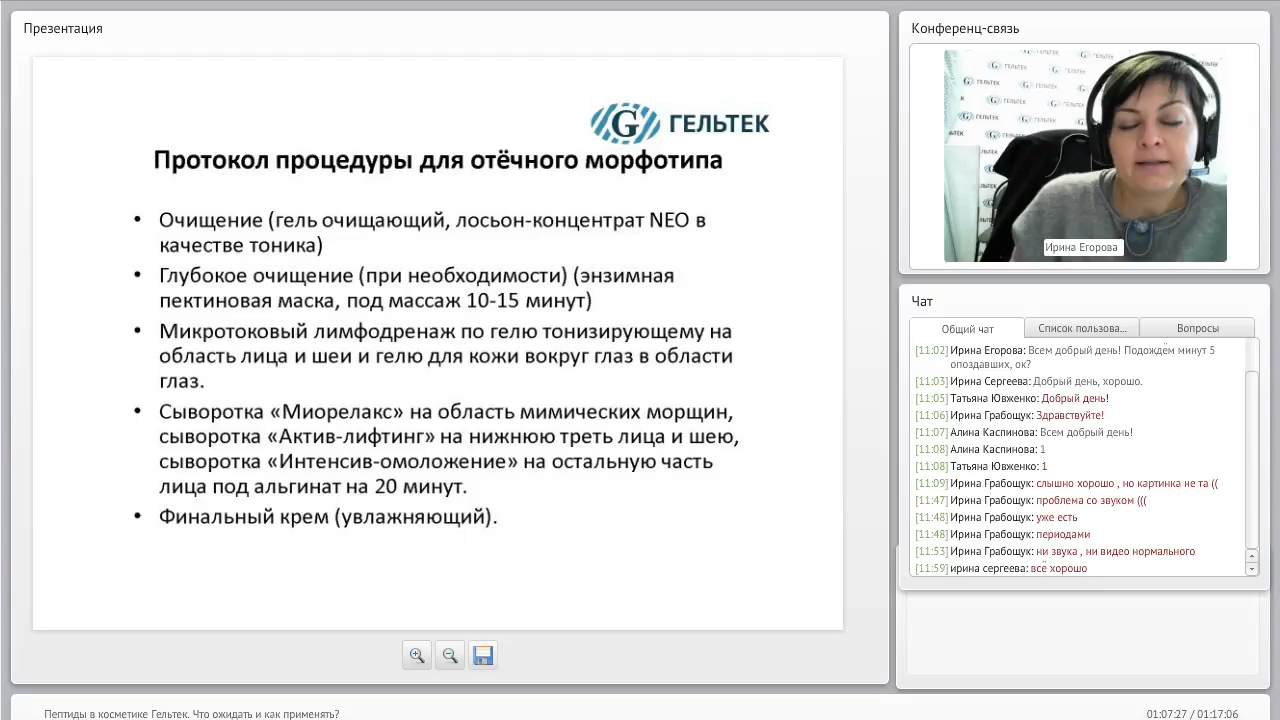 Презентация
ГЕЛЬТЕК
Протокол процедуры для отёчного морфотипа
• Очищение (гель очищающий, лосьон-концентрат NEO в
качестве тоника)
• Глубокое очищение (при необходимости) (энзимная
пектиновая маска, под массаж 10-15 минут)
• Микротоковый лимфодренаж по гелю тонизирующему на
область лица и шеи и гелю для кожи вокруг глаз в области
глаз.
• Сыворотка «Миорелакс» на область мимических морщин,
сыворотка «Актив-лифтинг» на нижнюю треть лица и шею,
сыворотка «Интенсив-омоложение» на остальную часть
лица под альгинат на 20 минут.
• Финальный крем (увлажняющий).
Конференц-связь
ГЕЛЬТЕК
Ирина Егорова
Чат
Общий чат
Список пользова...
Вопросы
[11:02] Ирина Егорова: Всем добрый день! Подождём минут 5
опоздавших, ок?
[11:03] Ирина Сергеева: Добрый день, хорошо.
[11:05] Татьяна Ювженко: Добрый день!
[11:06] Ирина Грабощук: Здравствуйте!
[11:07] Алина Каспинова: Всем добрый день!
[11:08] Алина Каспинова: 1
[11:08] Татьяна Ювженко: 1
[11:09] Ирина Грабощук: слышно хорошо , но картинка не та ((
[11:47] Ирина Грабощук: проблема со звуком (((
[11:48] Ирина Грабощук: уже есть
[11:48] Ирина Грабощук: периодами
[11:53] Ирина Грабощук: ни звука , ни видео нормального
[11:59] ирина сергеева: всё хорошо
Пептиды в косметике Гельтек. Что ожидать и как применять?
01:07:27 / 01:17:06